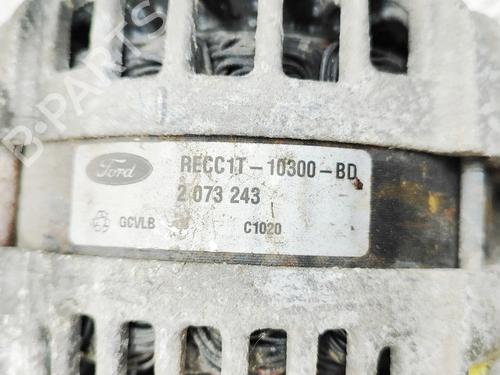 B-PARTS
Ford
RECC1T-10300-BD
2 073 243
GCVLB
C1020